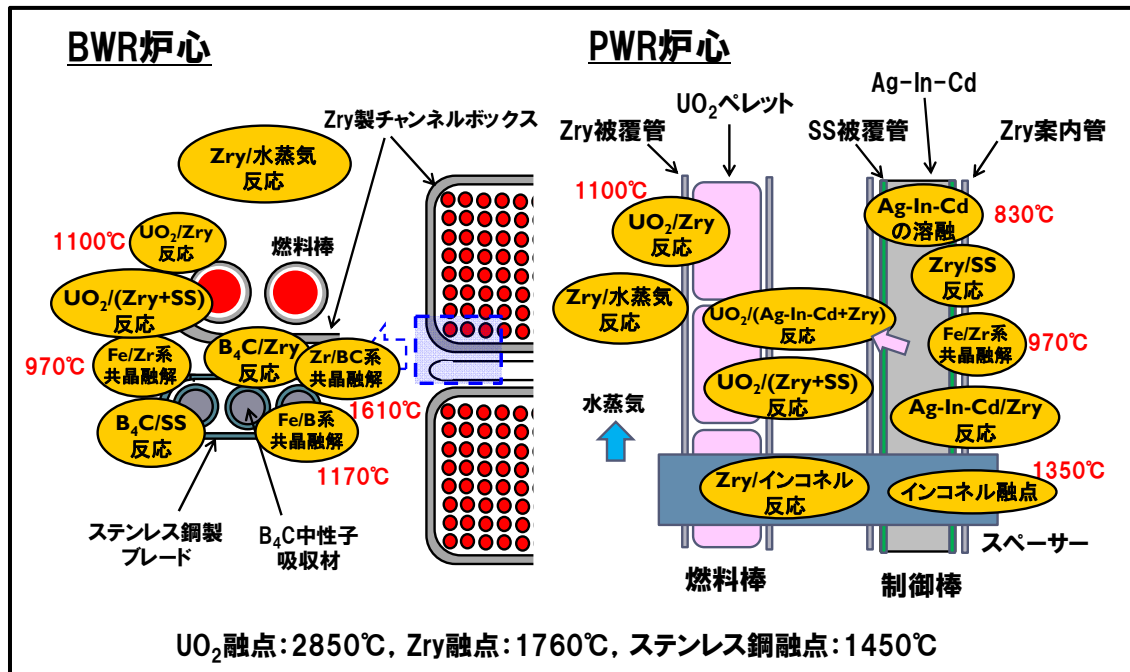 BWR炉心
Zry製チャンネルボックス
Zry/水蒸気
反応
1100℃
UO₂/Zry
反応
燃料棒
UO₂/(Zry+SS)
反応
970℃
Fe/Zr系
共晶融解
B₄C/Zry
反応
Zr/BC系
共晶融解
1610℃
B₄C/SS
反応
Fe/B系
共晶融解
1170℃
ステンレス鋼製
ブレード
B₄C中性子
吸収材
PWR炉心
Ag-In-Cd
UO₂ペレット
Zry被覆管
SS被覆管
Zry案内管
1100℃
UO₂/Zry
反応
Ag-In-Cd
の溶融
830℃
Zry/SS
反応
Zry/水蒸気
反応
UO₂/(Ag-In-Cd+Zry)
反応
Fe/Zr系
共晶融解
970℃
UO₂/(Zry+SS)
反応
Ag-In-Cd/Zry
反応
水蒸気
1350℃
Zry/インコネル
反応
インコネル融点
スペーサー
燃料棒
制御棒
UO₂融点:2850℃, Zry融点:1760℃, ステンレス鋼融点:1450℃